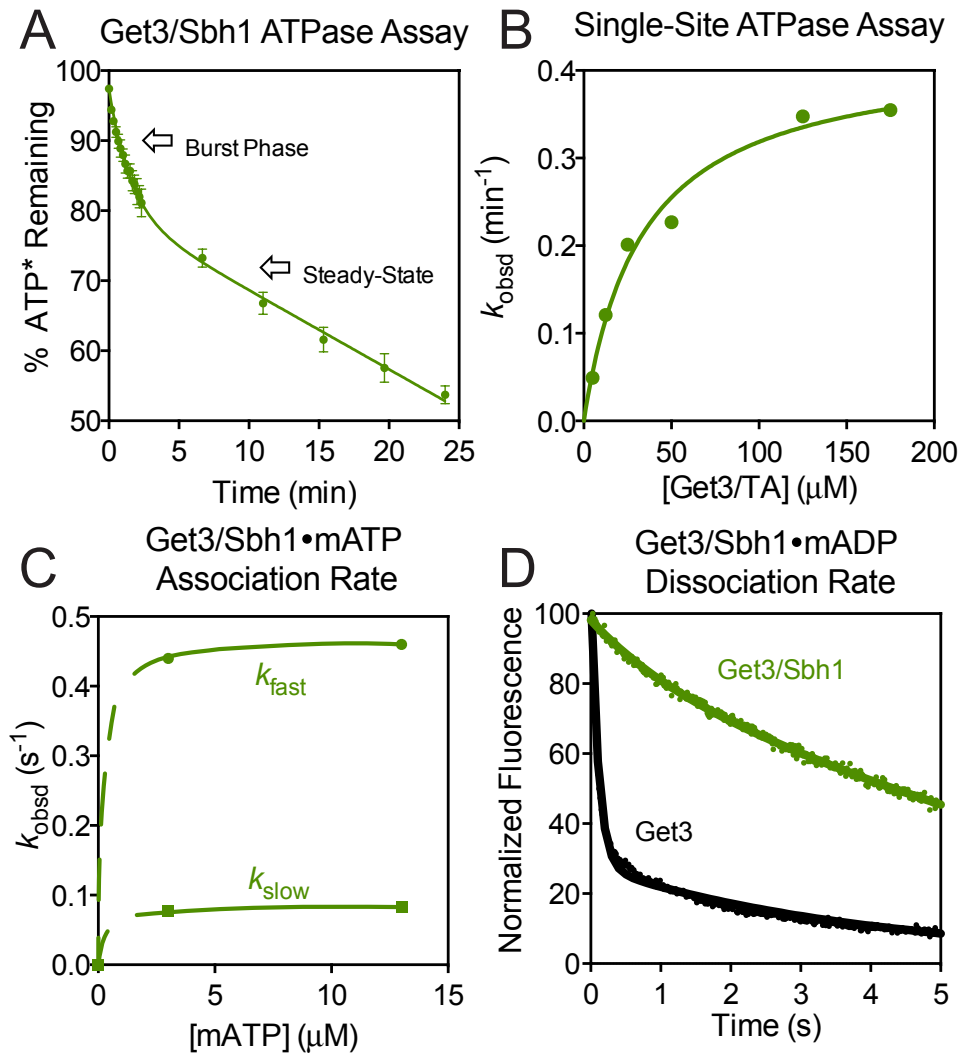 A
Get3/Sbh1 ATPase Assay
100
90
80
70
60
50
% ATP* Remaining
Burst Phase
Steady-State
0
5
10
15
20
25
Time (min)
B
Single-Site ATPase Assay
0.4
0.3
0.2
0.1
0.0
kobsd (min-1)
0
50
100
150
200
[Get3/TA] (μM)
C
Get3/Sbh1•mATP
Association Rate
0.5
0.4
0.3
0.2
0.1
0.0
kobsd (s-1)
kfast
kslow
0
5
10
15
[mATP] (μM)
D
Get3/Sbh1•mADP
Dissociation Rate
100
80
60
40
20
0
Normalized Fluorescence
Get3/Sbh1
Get3
0
1
2
3
4
5
Time (s)